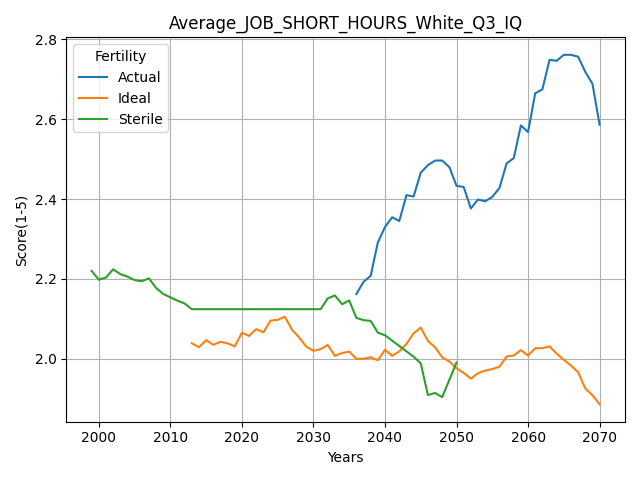 Average_JOB_SHORT_HOURS_White_Q3_IQ
Fertility
Actual
Ideal
Sterile
Score(1-5)
2.8
2.6
2.4
2.2
2.0
2000 2010 2020 2030 2040 2050 2060 2070
Years